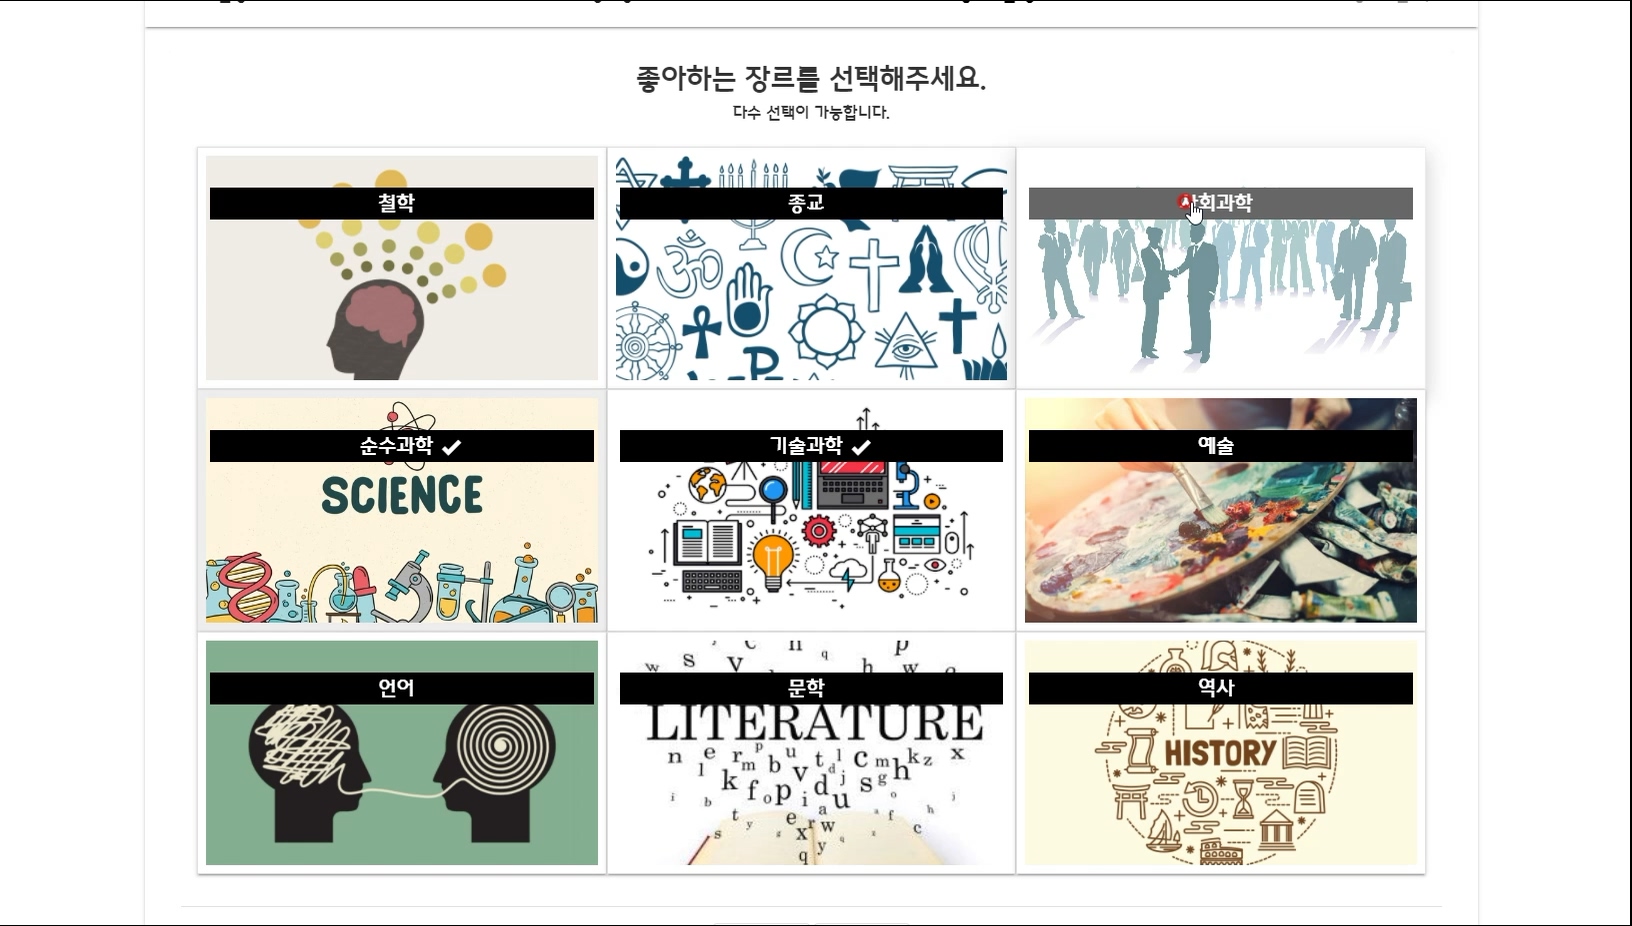 좋아하는 장르를 선택해주세요.
다수 선택이 가능합니다.
철학
종교
회과학
순수과학 ✔
SCIENCE
기술과학 ✔
예술
언어
문학
LITERATURE
역사
HISTORY